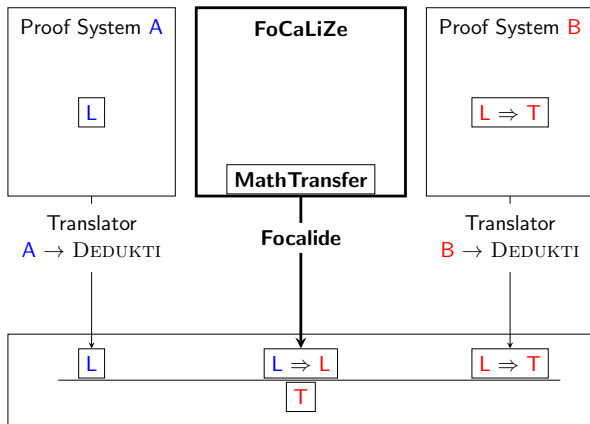 Proof System A
L
Translator
A → DEDUKTI
FoCaLiZe
MathTransfer
Focalide
Proof System B
L ⇒ T
Translator
B → DEDUKTI
L
L ⇒ L
L ⇒ T
T